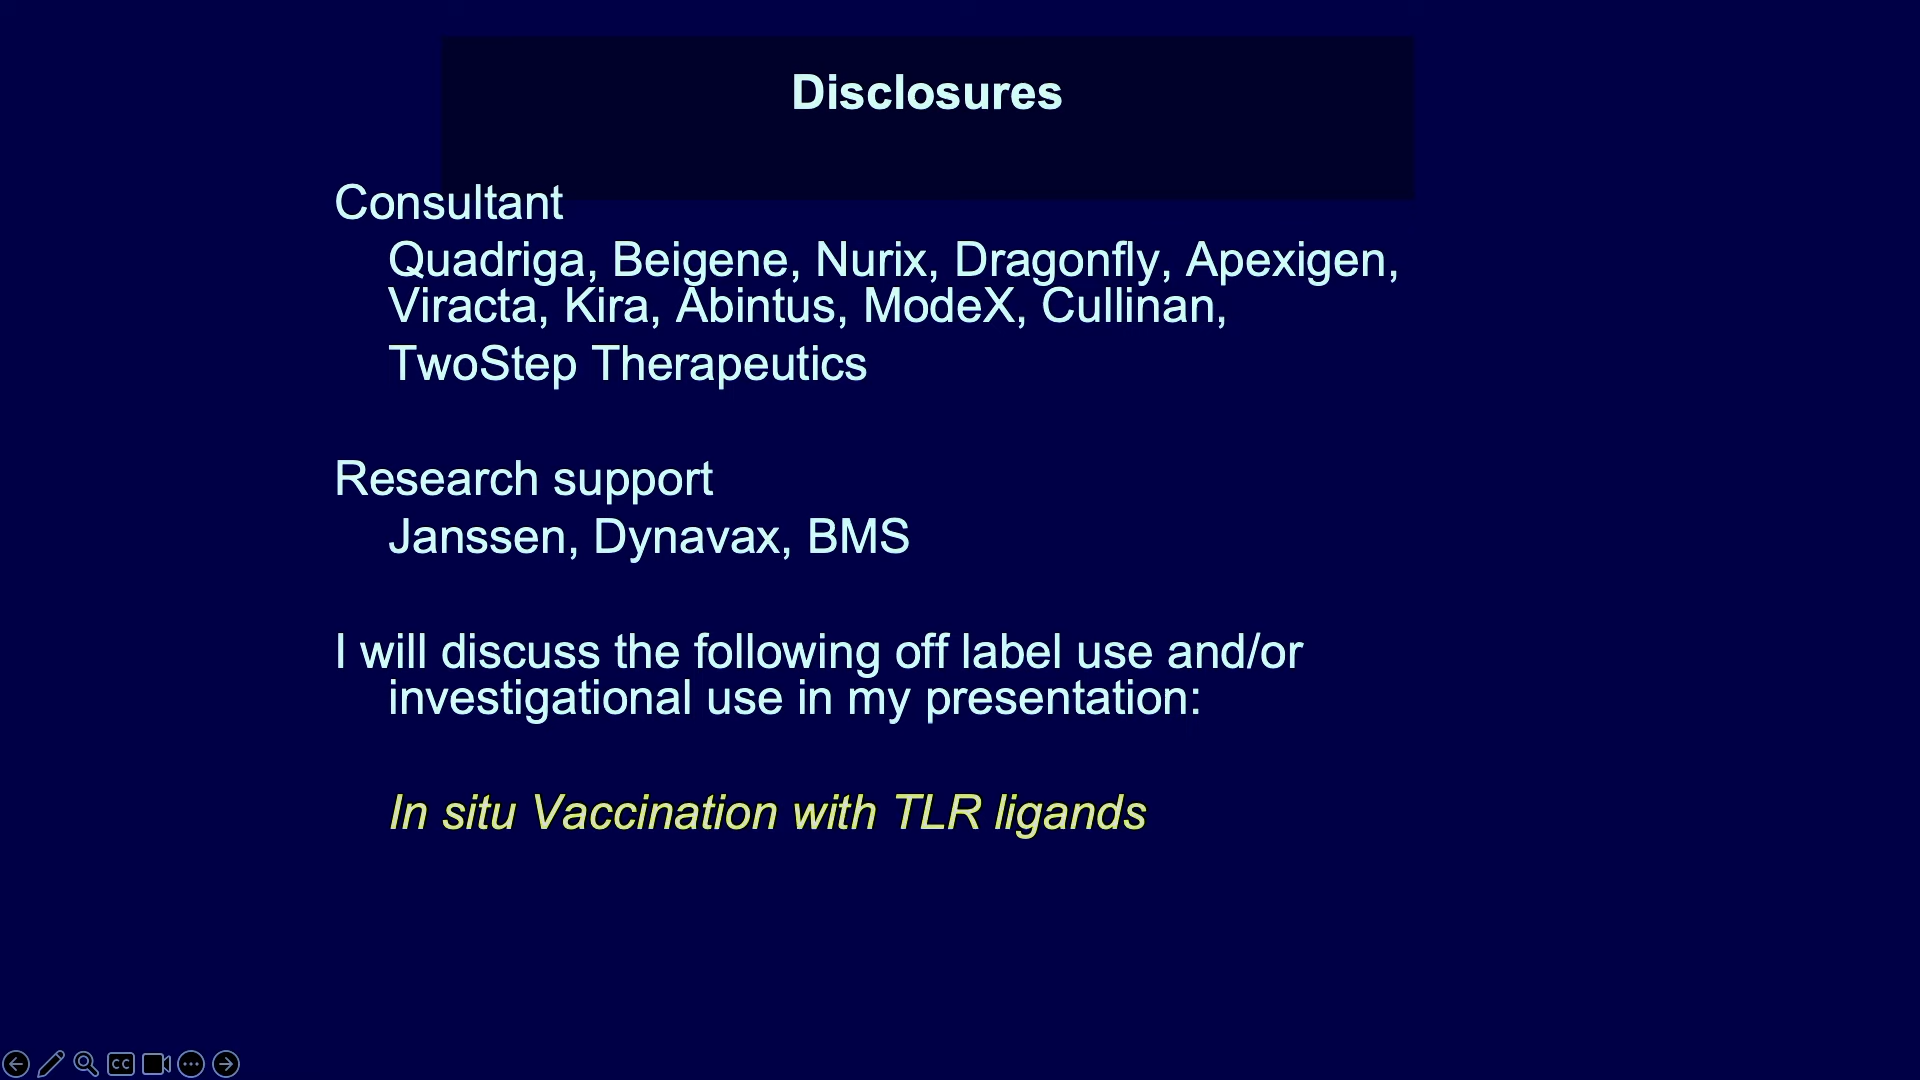 Disclosures
Consultant
Quadriga, Beigene, Nurix, Dragonfly, Apexigen,
Viracta, Kira, Abintus, ModeX, Cullinan,
TwoStep Therapeutics
Research support
Janssen, Dynavax, BMS
I will discuss the following off label use and/or
investigational use in my presentation:
In situ Vaccination with TLR ligands
CC